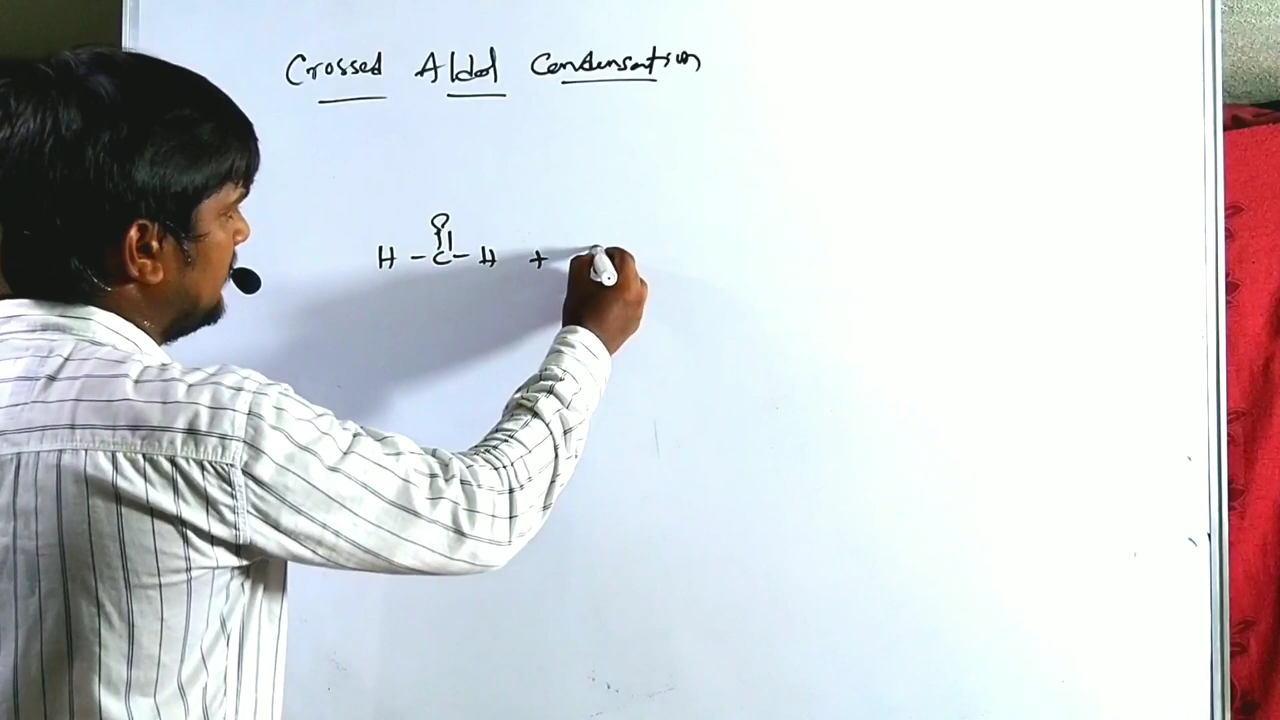 Crossed Aldol Condensation
O
H - C - H +